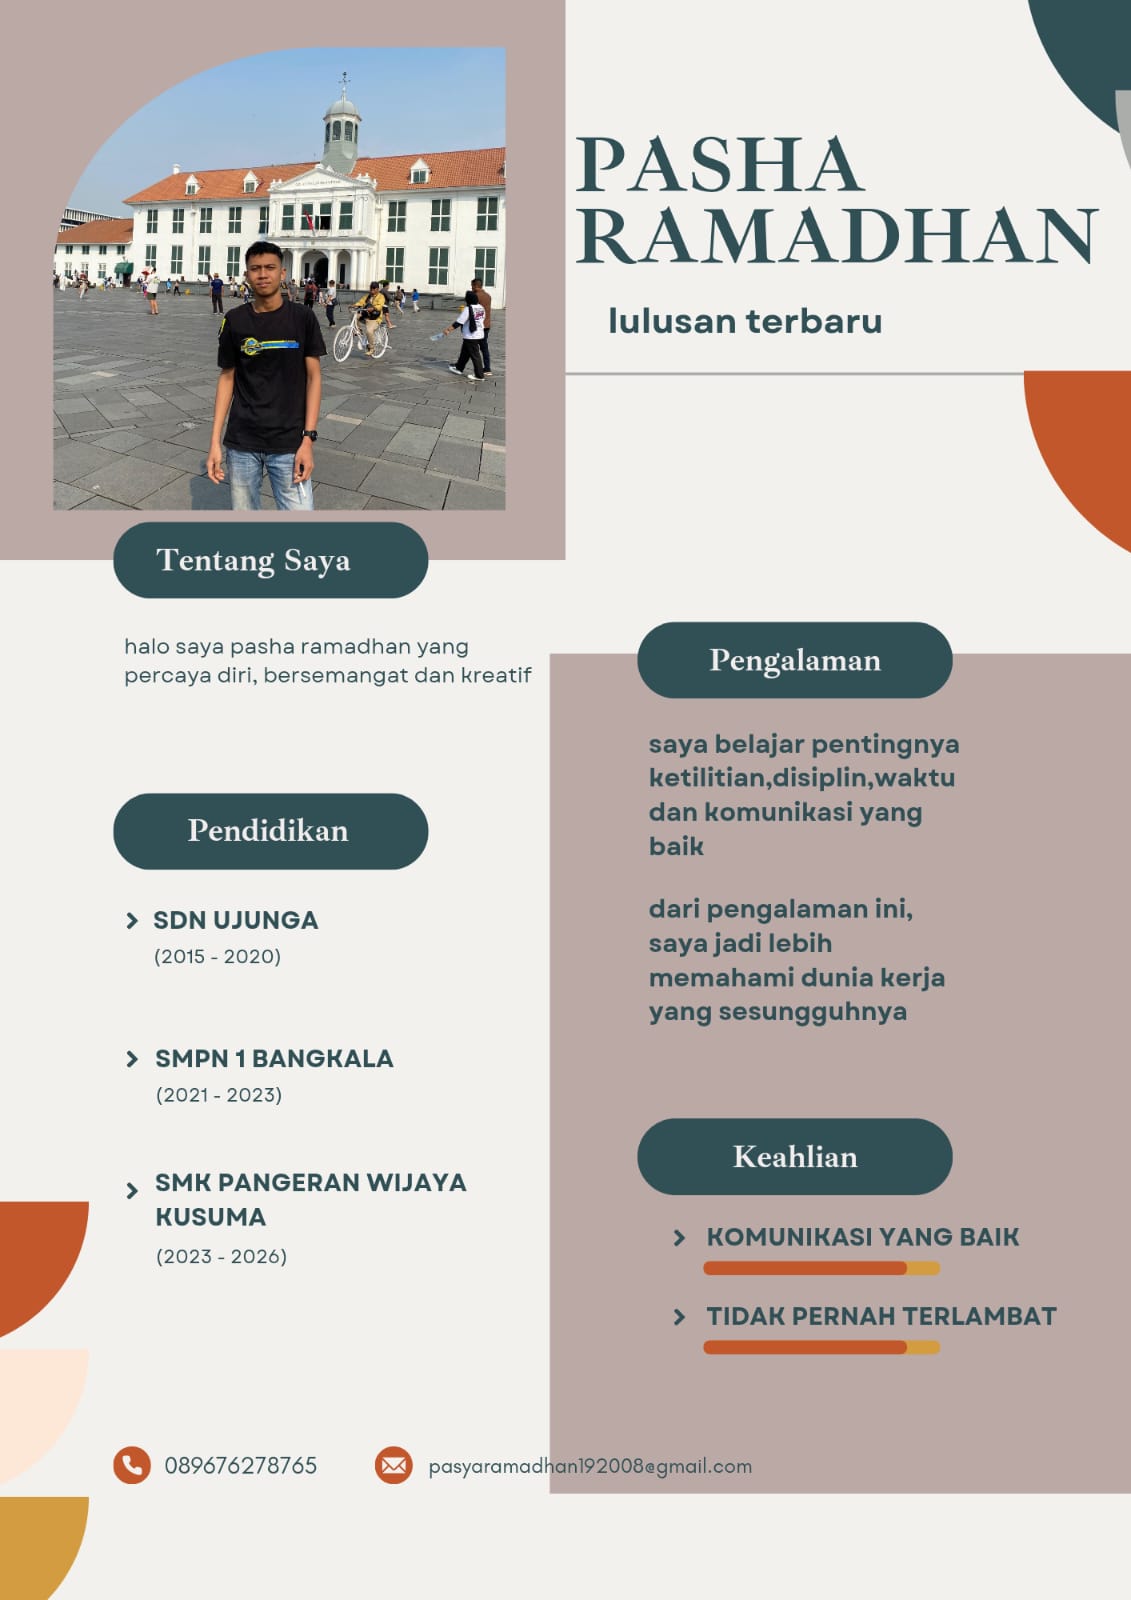 PASHA
RAMADHAN
lulusan terbaru
Tentang Saya
halo saya pasha ramadhan yang
percaya diri, bersemangat dan kreatif
Pendidikan
SDN UJUNGA
(2015 - 2020)
SMPN 1 BANGKALA
(2021 - 2023)
SMK PANGERAN WIJAYA
KUSUMA
(2023 - 2026)
Pengalaman
saya belajar pentingnya
ketilitian,disiplin,waktu
dan komunikasi yang
baik
dari pengalaman ini,
saya jadi lebih
memahami dunia kerja
yang sesungguhnya
Keahlian
KOMUNIKASI YANG BAIK
TIDAK PERNAH TERLAMBAT
089676278765
pasyaramadhan192008@gmail.com